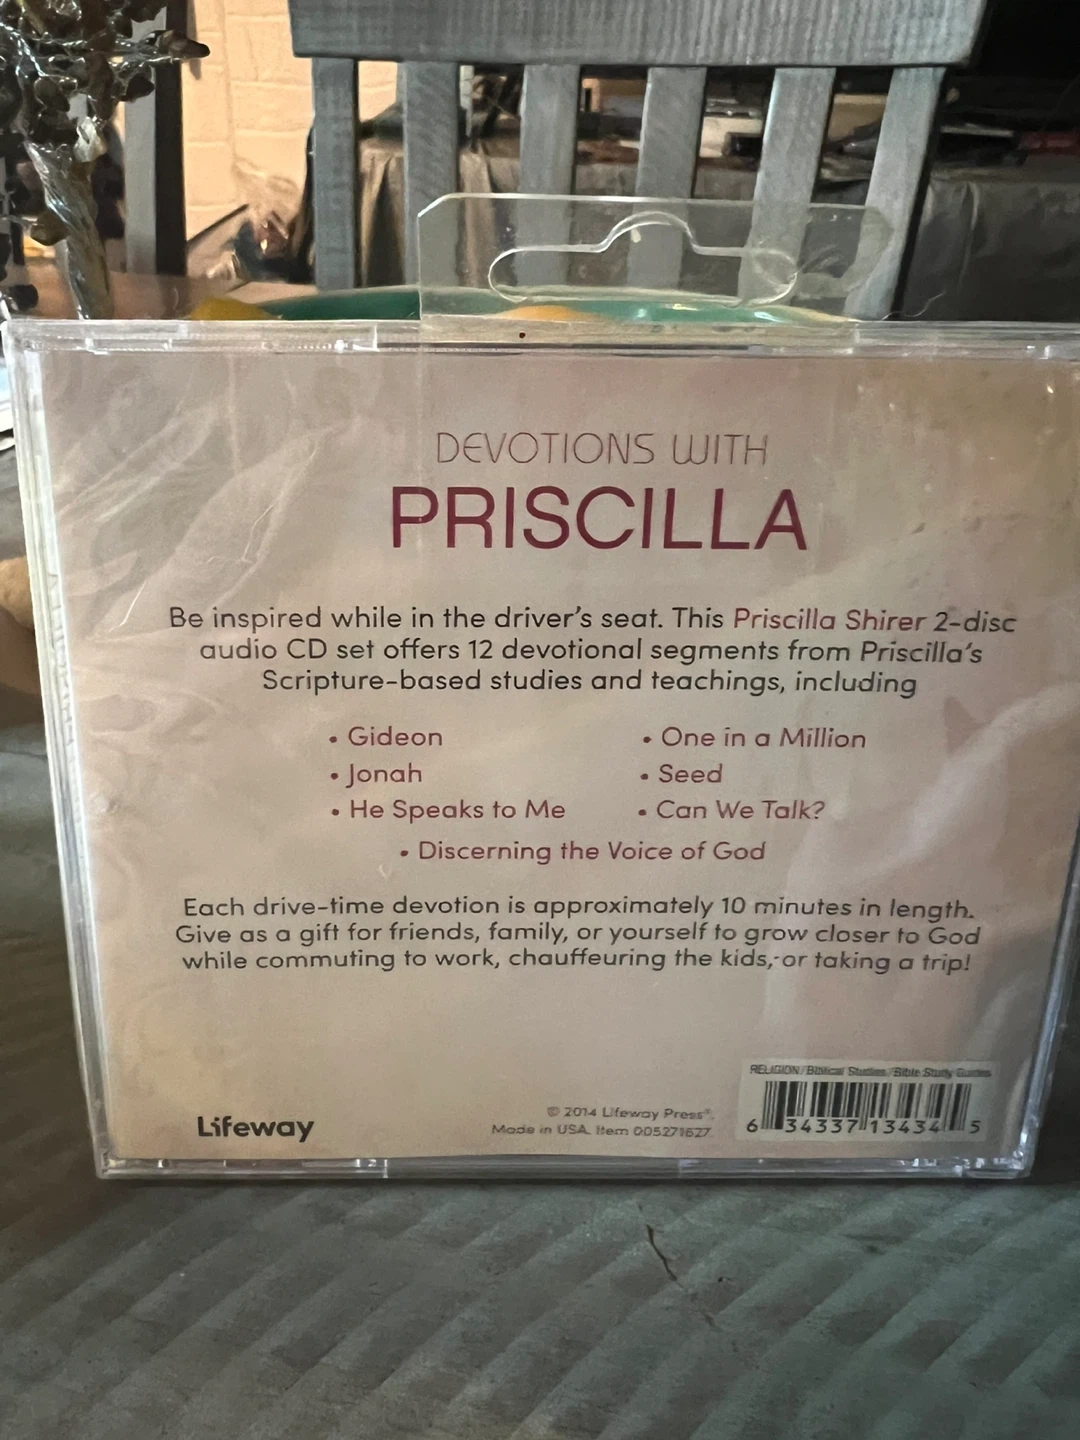 DEVOTIONS WITH
PRISCILLA
Be inspired while in the driver's seat. This Priscilla Shirer 2-disc
audio CD set offers 12 devotional segments from Priscilla's
Scripture-based studies and teachings, including
• Gideon
• One in a Million
• Jonah
• Seed
• He Speaks to Me
• Can We Talk?
• Discerning the Voice of God
Each drive-time devotion is approximately 10 minutes in length.
Give as a gift for friends, family, or yourself to grow closer to God
while commuting to work, chauffeuring the kids, or taking a trip!
RELIGION/Biblical Studies/Bible Study Guides
Lifeway
© 2014 Lifeway Press®.
Made in USA. Item 005271627
6 34337 13434 5